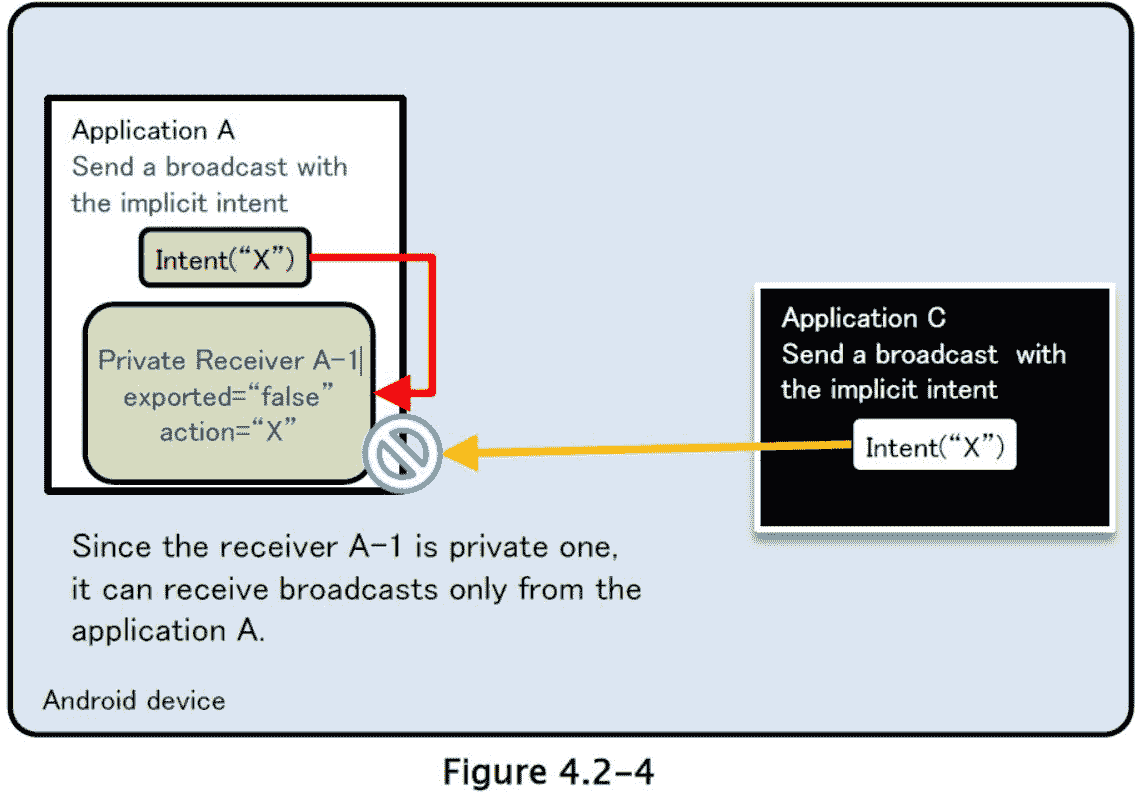 Application A
Send a broadcast with
the implicit intent
Intent(“X”)
Private Receiver A-1
exported=“false”
action=“X”
Application C
Send a broadcast with
the implicit intent
Intent(“X”)
Since the receiver A-1 is private one,
it can receive broadcasts only from the
application A.
Android device
Figure 4.2-4